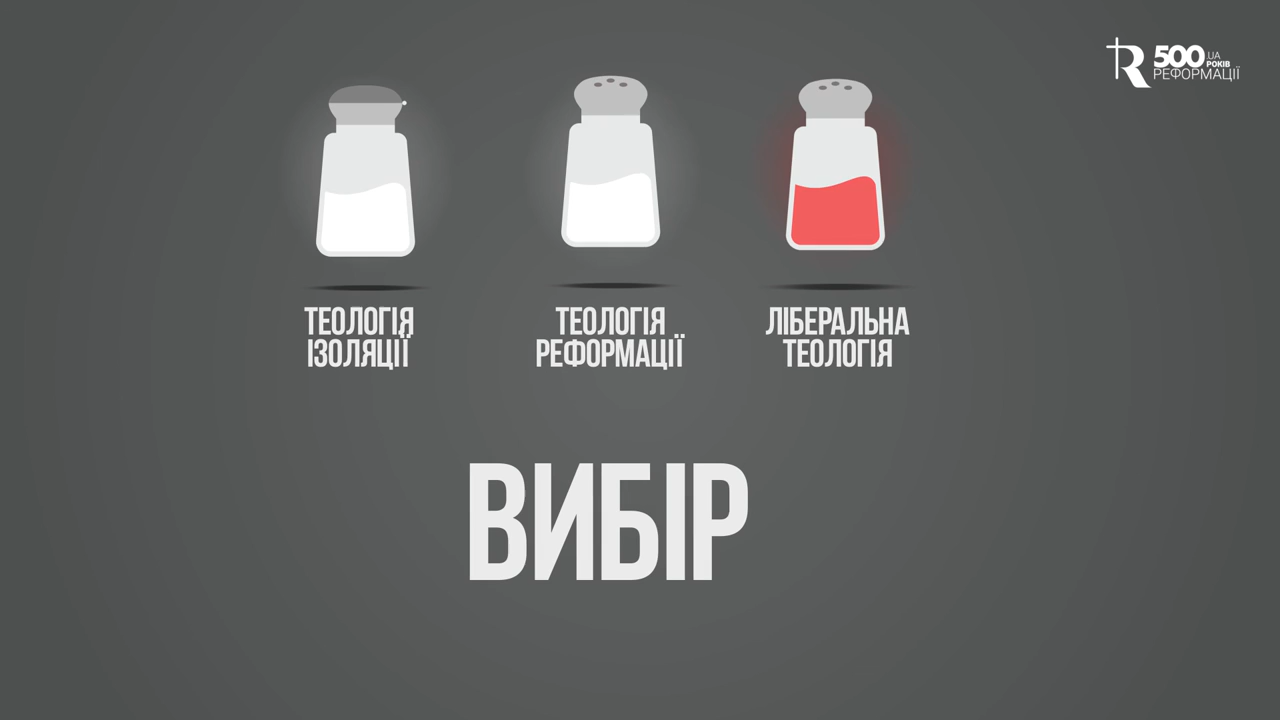 500.UA
РОКІВ
РЕФОРМАЦІЇ
ТЕОЛОГІЯ
ІЗОЛЯЦІЇ
ТЕОЛОГІЯ
РЕФОРМАЦІЇ
ЛІБЕРАЛЬНА
ТЕОЛОГІЯ
ВИБІР